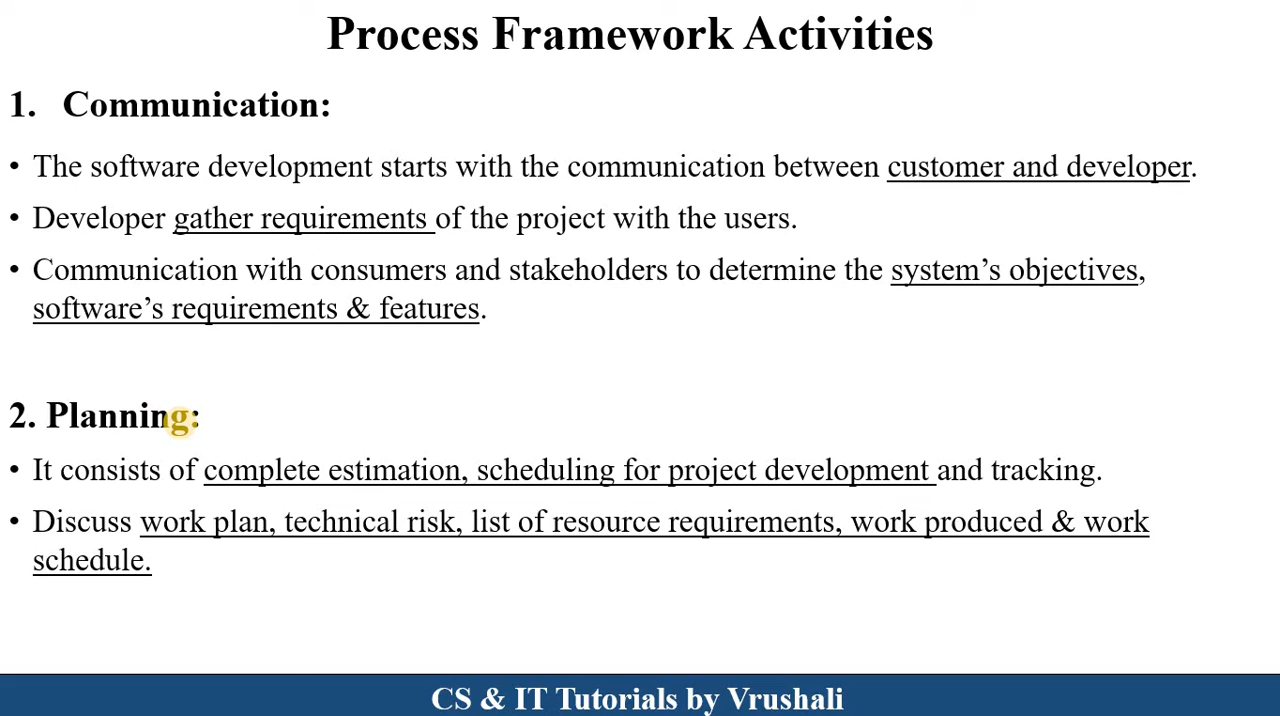 Process Framework Activities
1. Communication:
• The software development starts with the communication between customer and developer.
• Developer gather requirements of the project with the users.
• Communication with consumers and stakeholders to determine the system’s objectives,
software’s requirements & features.
2. Planning:
• It consists of complete estimation, scheduling for project development and tracking.
• Discuss work plan, technical risk, list of resource requirements, work produced & work
schedule.
CS & IT Tutorials by Vrushali